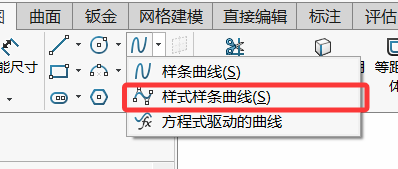 曲面 钣金 网格建模 直接编辑 标注 评估
能尺寸
样条曲线(S)
等距
样式样条曲线(S)
体
方程式驱动的曲线